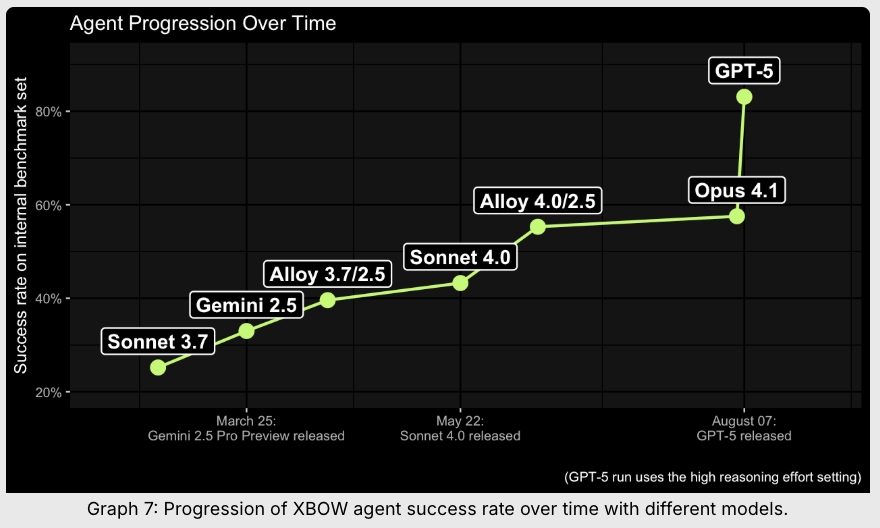 Agent Progression Over Time
Success rate on internal benchmark set
80%
60%
40%
20%
GPT-5
Opus 4.1
Alloy 4.0/2.5
Sonnet 4.0
Alloy 3.7/2.5
Gemini 2.5
Sonnet 3.7
March 25:
Gemini 2.5 Pro Preview released
May 22:
Sonnet 4.0 released
August 07:
GPT-5 released
(GPT-5 run uses the high reasoning effort setting)
Graph 7: Progression of XBOW agent success rate over time with different models.